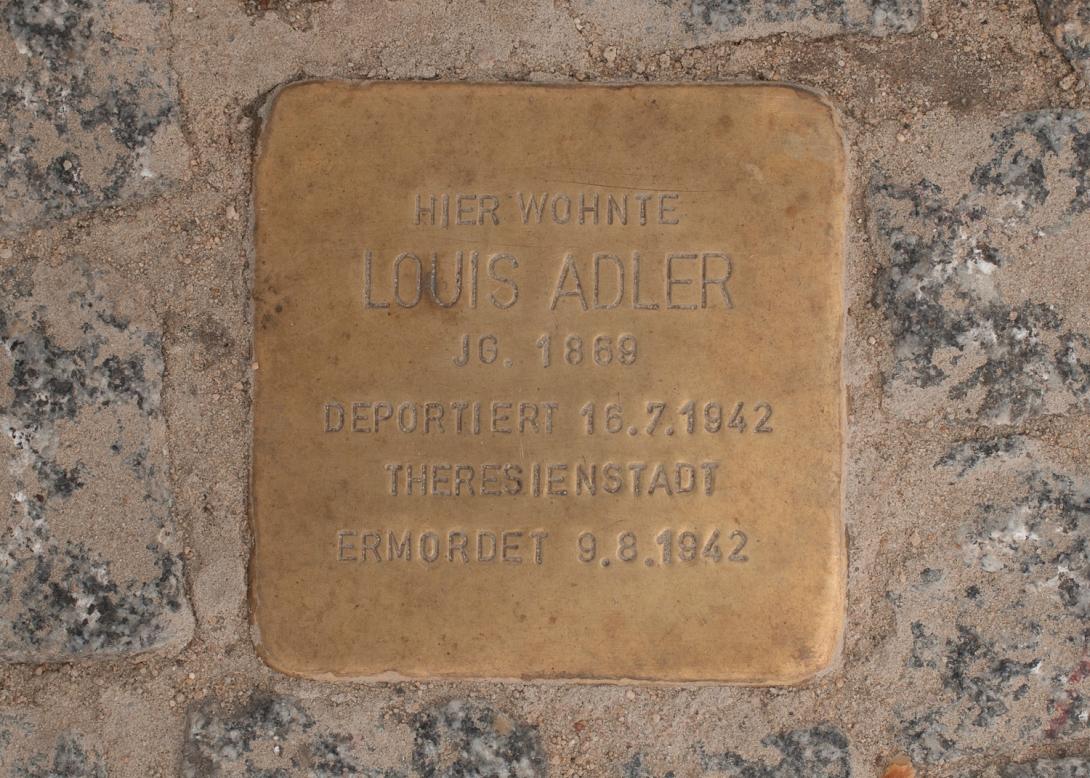 HIER WOHNTE
LOUIS ADLER
JG. 1869
DEPORTIERT 16.7.1942
THERESIENSTADT
ERMORDET 9.8.1942